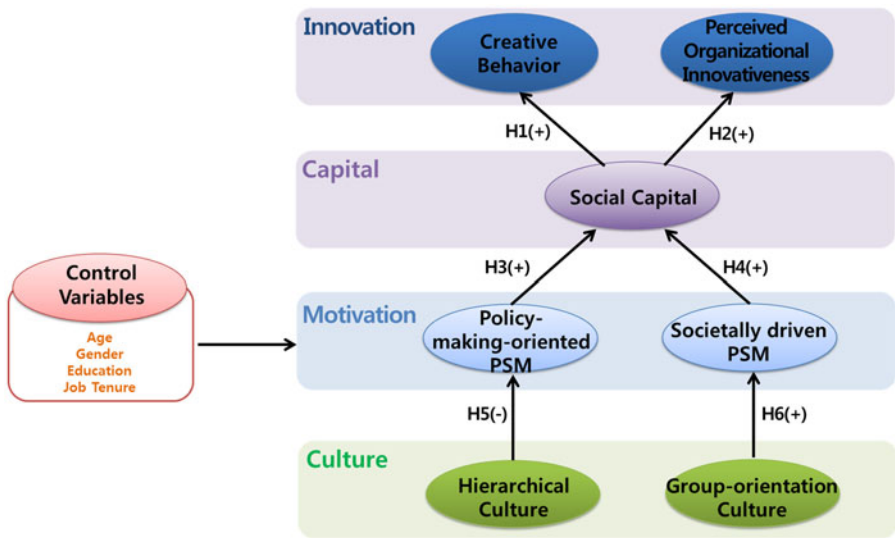 Innovation
Creative
Behavior
Perceived
Organizational
Innovativeness
H1(+)
H2(+)
Capital
Social Capital
H3(+)
H4(+)
Control
Variables
Age
Gender
Education
Job Tenure
Motivation
Policy-
making-oriented
PSM
Societally driven
PSM
H5(-)
H6(+)
Culture
Hierarchical
Culture
Group-orientation
Culture